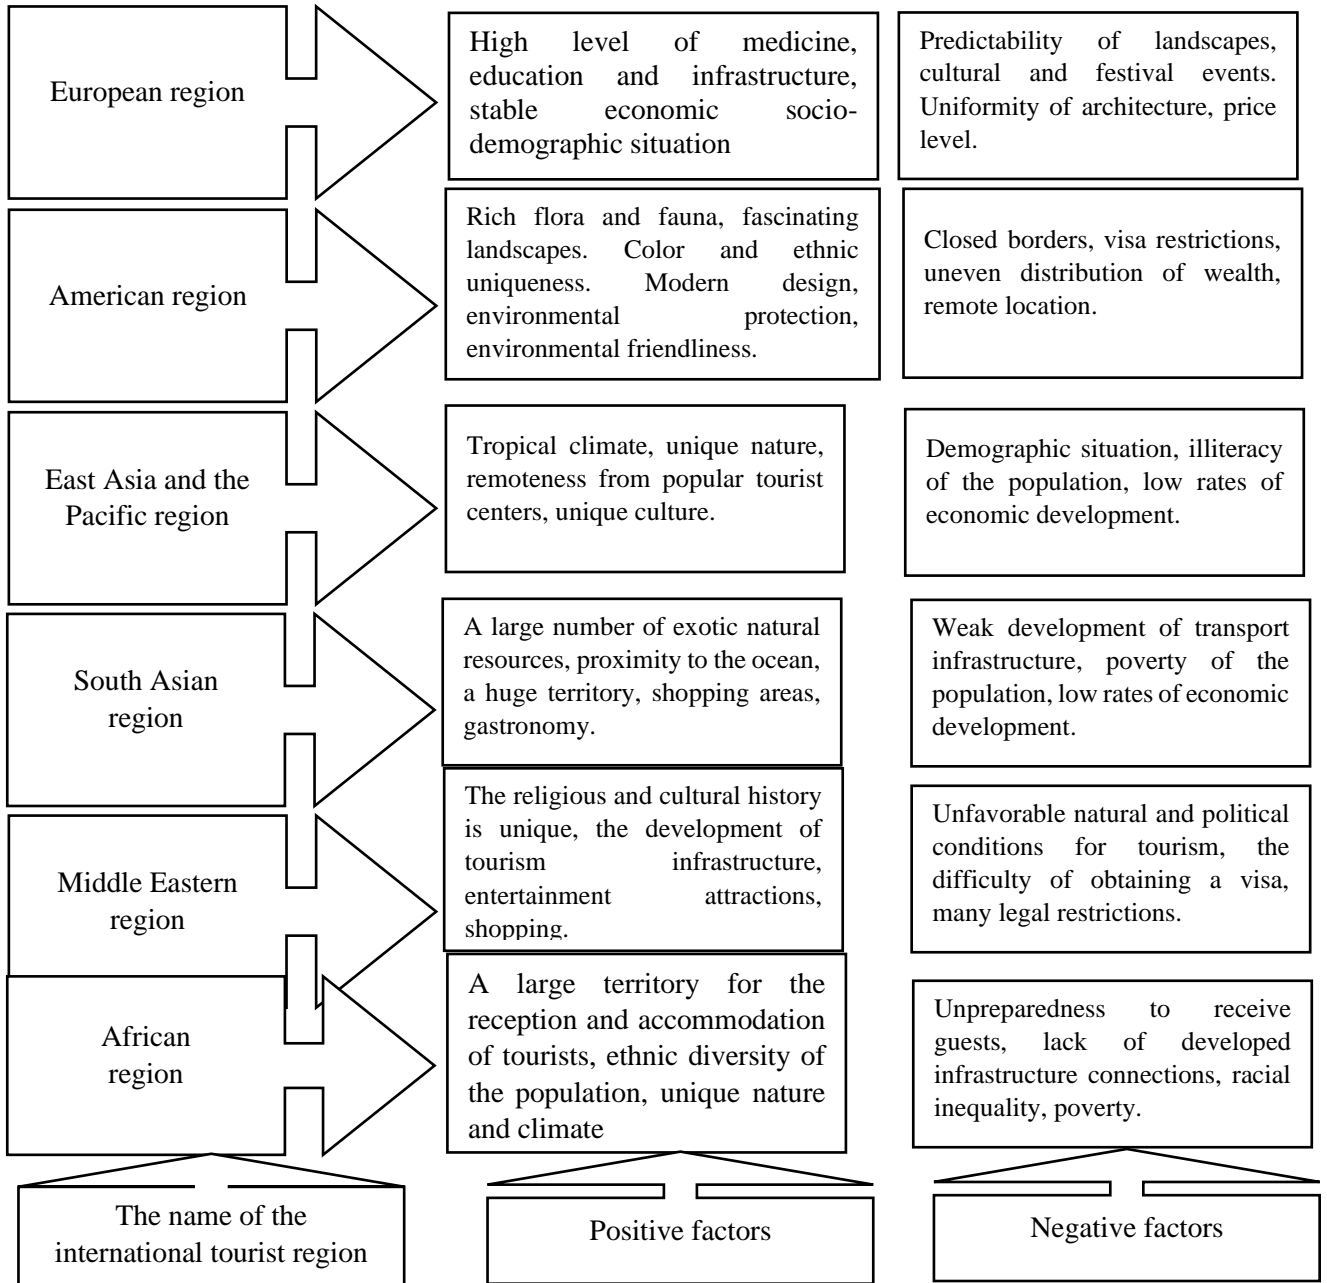 European region
High level of medicine,
education and infrastructure,
stable economic socio-
demographic situation
Predictability of landscapes,
cultural and festival events.
Uniformity of architecture, price
level.
American region
Rich flora and fauna, fascinating
landscapes. Color and ethnic
uniqueness. Modern design,
environmental protection,
environmental friendliness.
Closed borders, visa restrictions,
uneven distribution of wealth,
remote location.
East Asia and the
Pacific region
Tropical climate, unique nature,
remoteness from popular tourist
centers, unique culture.
Demographic situation, illiteracy
of the population, low rates of
economic development.
South Asian
region
A large number of exotic natural
resources, proximity to the ocean,
a huge territory, shopping areas,
gastronomy.
Weak development of transport
infrastructure, poverty of the
population, low rates of economic
development.
Middle Eastern
region
The religious and cultural history
is unique, the development of
tourism infrastructure,
entertainment attractions,
shopping.
Unfavorable natural and political
conditions for tourism, the
difficulty of obtaining a visa,
many legal restrictions.
African
region
A large territory for the
reception and accommodation
of tourists, ethnic diversity of
the population, unique nature
and climate
Unpreparedness to receive
guests, lack of developed
infrastructure connections, racial
inequality, poverty.
The name of the
international tourist region
Positive factors
Negative factors